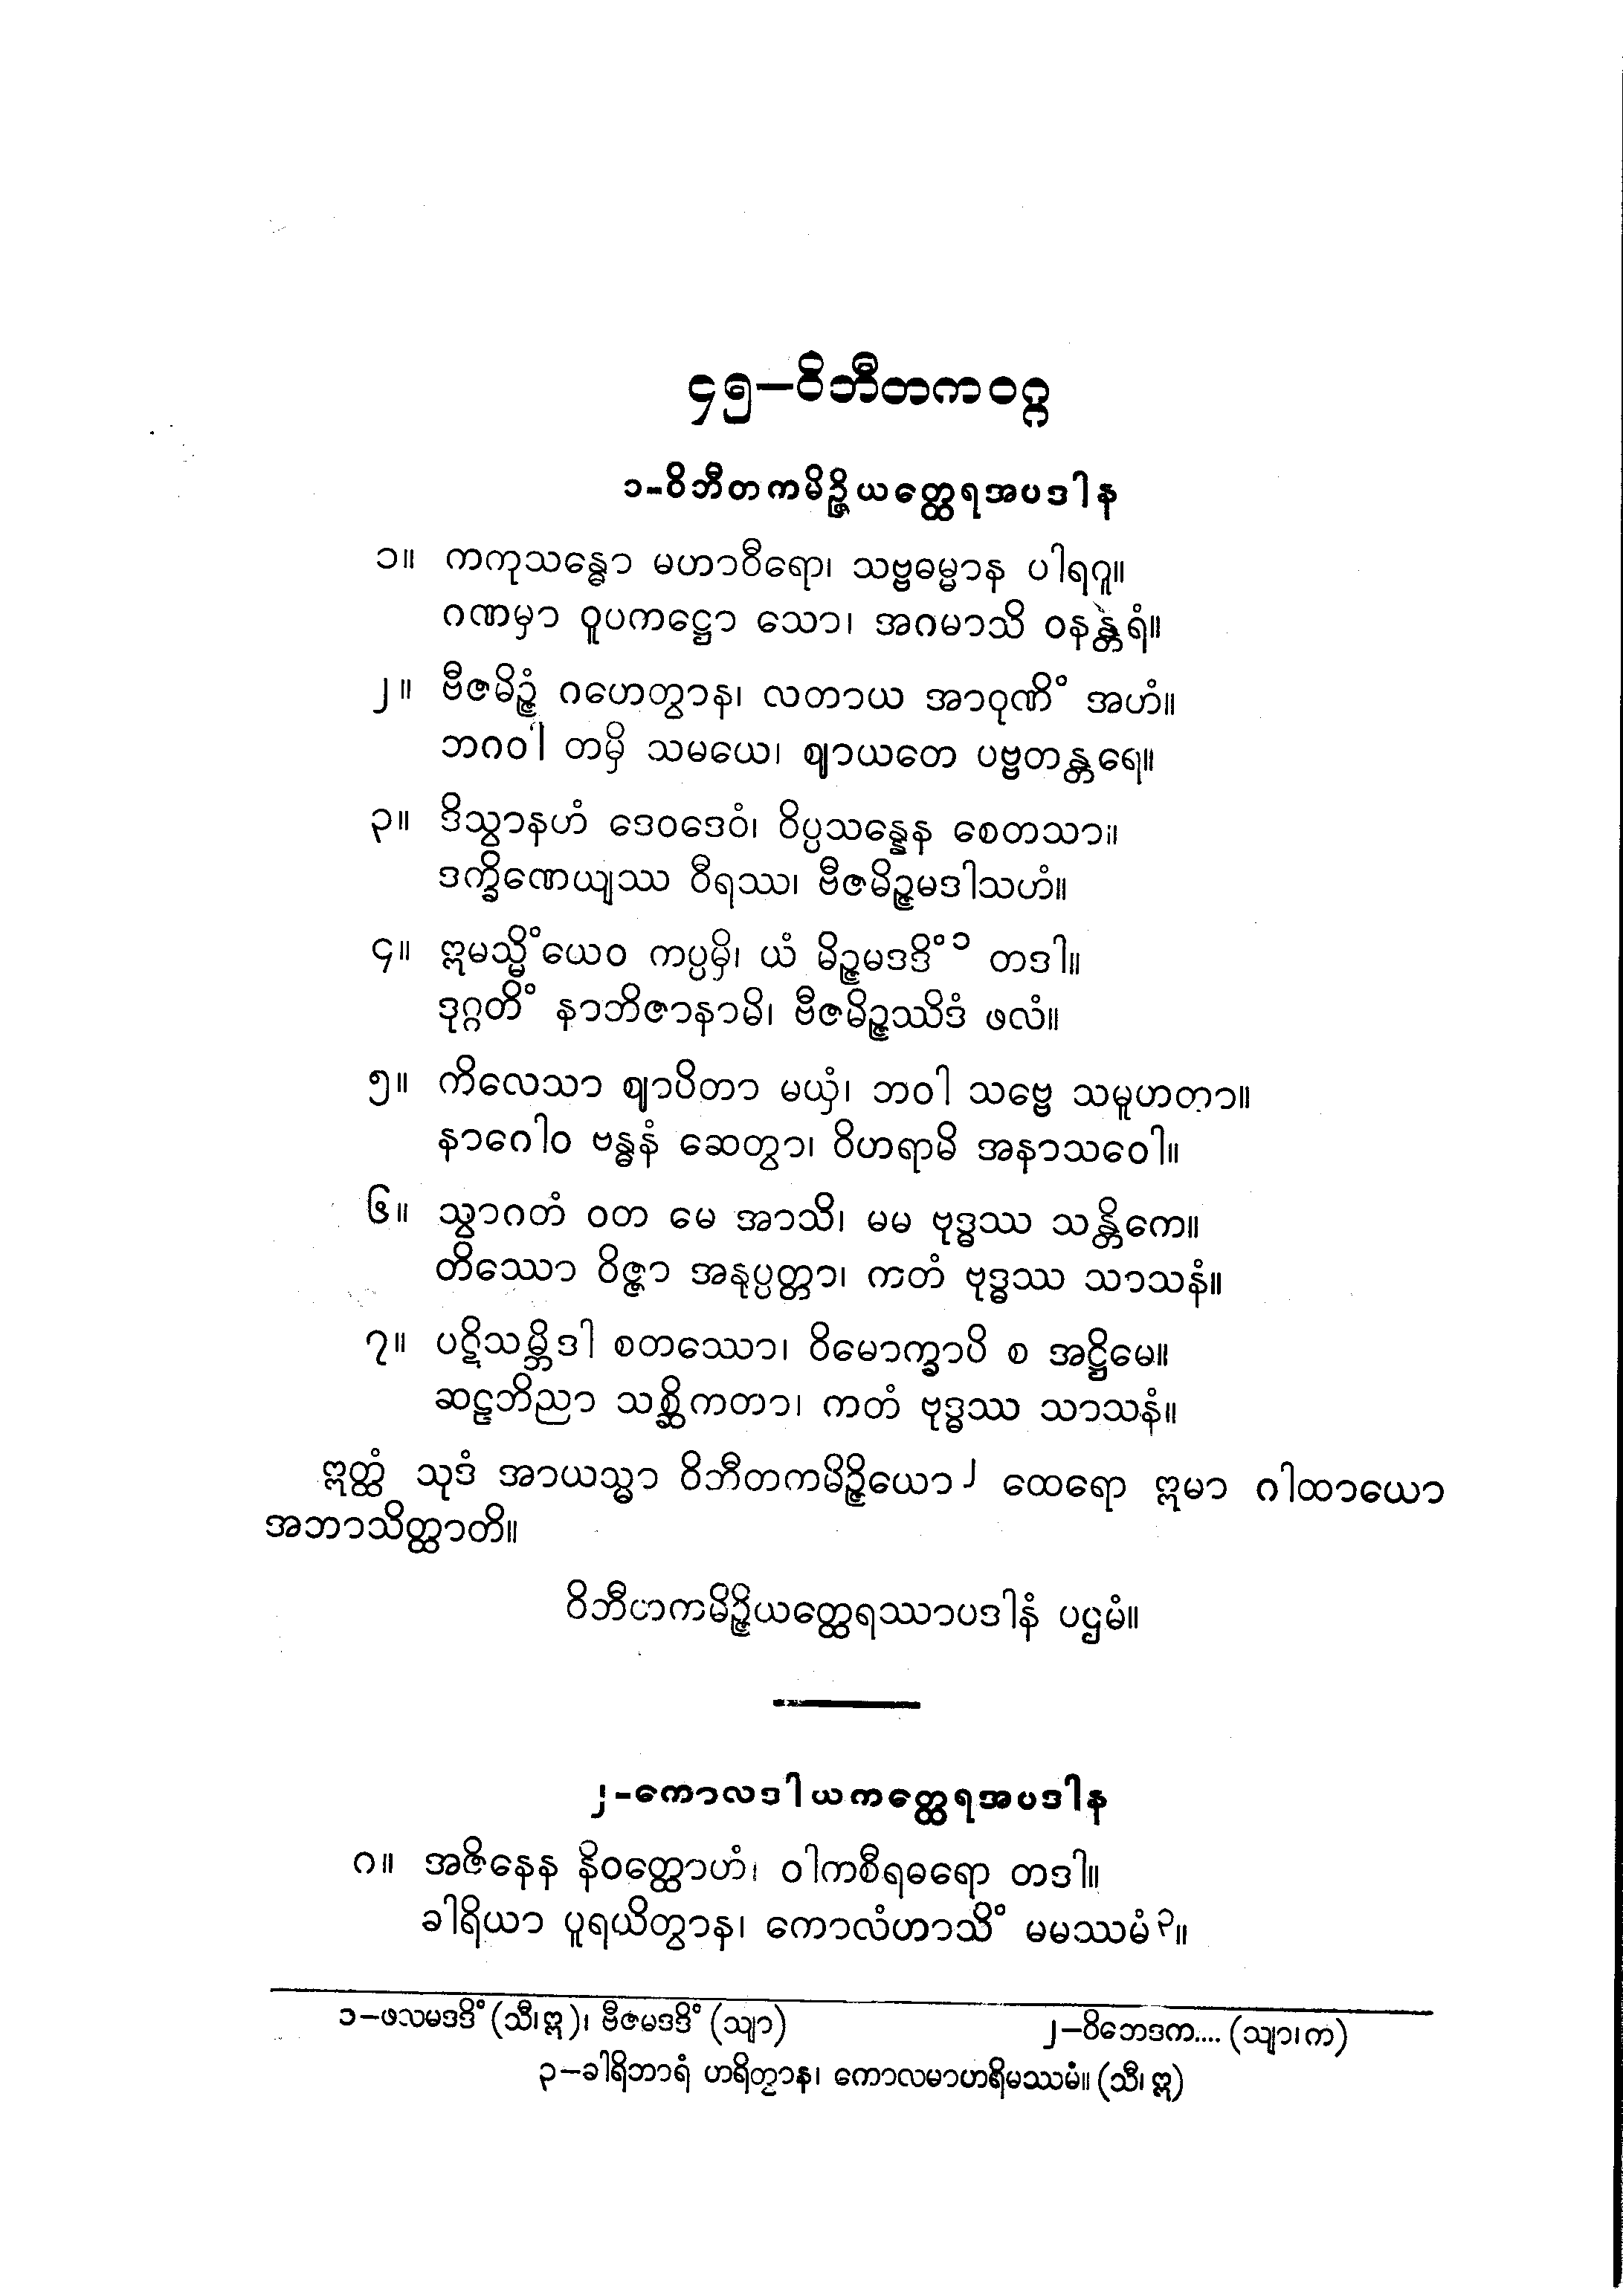 ၄၅−ဝိဘီတကဝဂ္ဂ
၁-ဝိဘီတကမိဉ္ဇိယတ္ထေရအပဒါန
၁။ ကကုသန္ဓော မဟာဝီရော၊ သဗ္ဗဓမ္မာန ပါရဂူ။
ဂဏမှာ ဝူပကဋ္ဌော သော၊ အဂမာသိ ဝနန္တရံ။
၂။ ဗီဇမိဉ္ဇံ ဂဟေတွာန၊ လတာယ အာဝုဏိံ အဟံ။
ဘဂဝါ တမှိ သမယေ၊ ဈာယတေ ပဗ္ဗတန္တရေ။
၃။ ဒိသွာနဟံ ဒေဝဒေဝံ၊ ဝိပ္ပသန္နေန စေတသာ။
ဒက္ခိဏေယျဿ ဝီရဿ၊ ဗီဇမိဉ္ဇမဒါသဟံ။
၄။ ဣမသ္မိံယေဝ ကပ္ပမှိ၊ ယံ မိဉ္ဇမဒဒိံ၁ တဒါ။
ဒုဂ္ဂတိံ နာဘိဇာနာမိ၊ ဗီဇမိဉ္ဇဿိဒံ ဖလံ။
၅။ ကိလေသာ ဈာပိတာ မယှံ၊ ဘဝါ သဗ္ဗေ သမူဟတာ။
နာဂေါဝ ဗန္ဓနံ ဆေတွာ၊ ဝိဟရာမိ အနာသဝေါ။
၆။ သွာဂတံ ဝတ မေ အာသိ၊ မမ ဗုဒ္ဓဿ သန္တိကေ။
တိဿော ဝိဇ္ဇာ အနုပ္ပတ္တာ၊ ကတံ ဗုဒ္ဓဿ သာသနံ။
၇။ ပဋိသမ္ဘိဒါ စတဿော၊ ဝိမောက္ခာပိ စ အဋ္ဌိမေ။
ဆဠဘိညာ သစ္ဆိကတာ၊ ကတံ ဗုဒ္ဓဿ သာသနံ။
ဣတ္ထံ သုဒံ အာယသ္မာ ဝိဘီတကမိဉ္ဇိယော၂ ထေရော ဣမာ ဂါထာယော
အဘာသိတ္ထာတိ။
ဝိဘီတကမိဉ္ဇိယတ္ထေရဿာပဒါနံ ပဌမံ။
၂-ကောလဒါယကတ္ထေရအပဒါန
၈။ အဇိနေန နိဝတ္ထောဟံ၊ ဝါကစီရဓရော တဒါ။
ခါရိယာ ပူရယိတွာန၊ ကောလံဟာသိံ မမဿမံ၃။
၁−ဖလမဒဒိံ (သီ၊ဣ)၊ ဗီဇမဒဒိံ (သျာ) ၂−ဝိဘေဒက.... (သျာ၊က)
၃−ခါရိဘာရံ ဟရိတွာန၊ ကောလမာဟရိမဿမံ။ (သီ၊ ဣ)